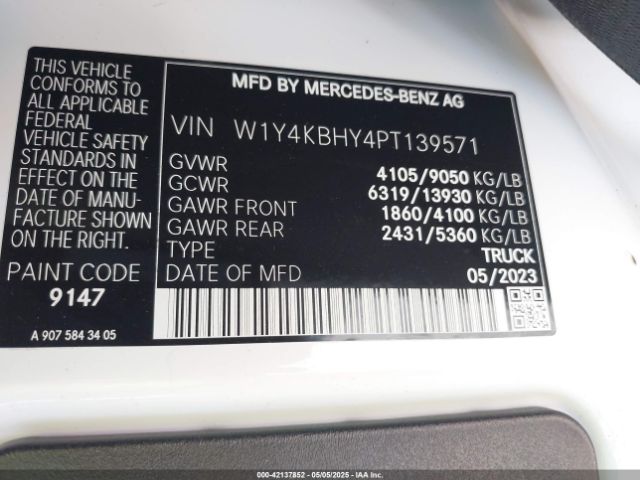 THIS VEHICLE
CONFORMS TO
ALL APPLICABLE
FEDERAL
VEHICLE SAFETY
STANDARDS IN
EFFECT ON THE
DATE OF MANU-
FACTURE SHOWN
ON THE RIGHT.
PAINT CODE
9147
A 907 584 34 05
MFD BY MERCEDES-BENZ AG
VIN W1Y4KBHY4PT139571
GVWR 4105/9050 KG/LB
GCWR 6319/13930 KG/LB
GAWR FRONT 1860/4100 KG/LB
GAWR REAR 2431/5360 KG/LB
TYPE TRUCK
DATE OF MFD 05/2023
000-42137852 — 05/05/2025 — IAA, Inc.